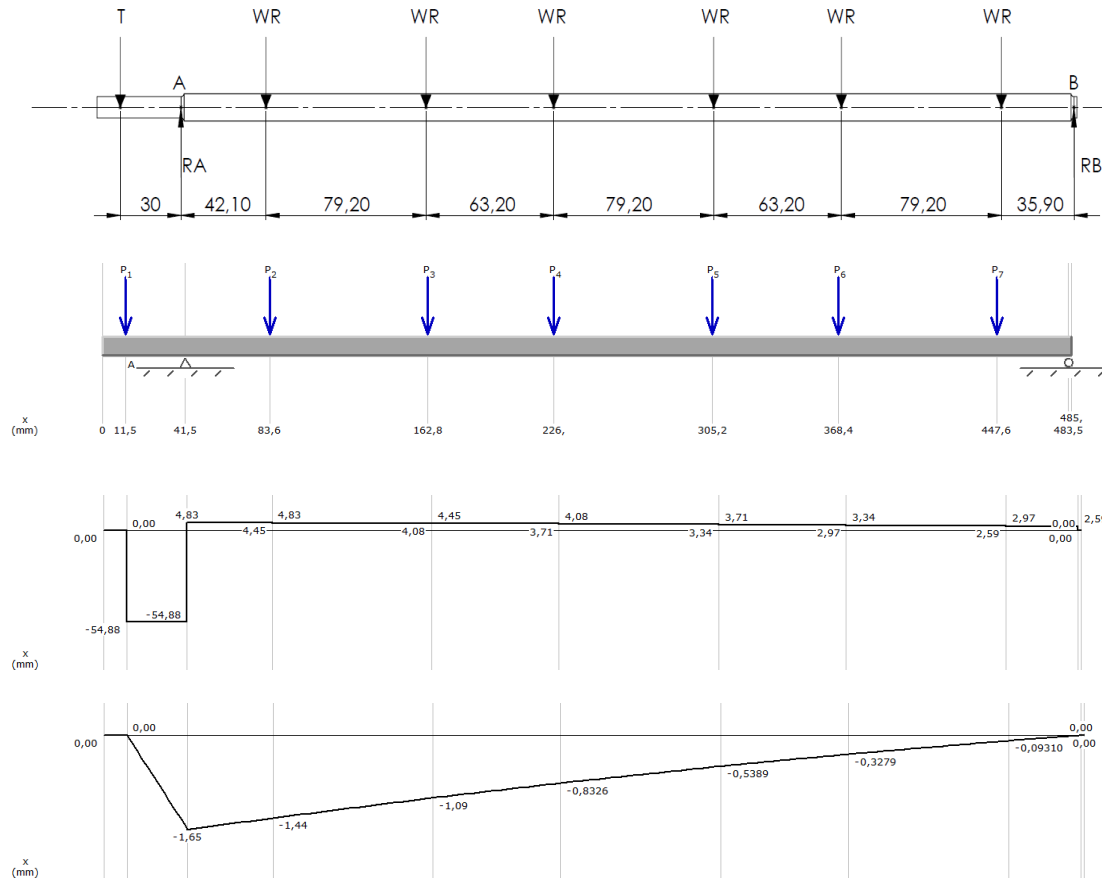 T WR WR WR WR WR WR
A B
RA RB
30 42,10 79,20 63,20 79,20 63,20 79,20 35,90
P1 P2 P3 P4 P5 P6 P7
A
x
(mm)
485,
0 11,5 41,5 83,6 162,8 226, 305,2 368,4 447,6 483,5
4,83 4,83 4,45 4,08 3,71 3,34 2,97 2,59
0,00 0,00
0,00 4,45 4,08 3,71 3,34 2,97 2,59 0,00
-54,88
-54,88
x
(mm)
0,00 0,00
0,00 0,00
-0,09310
-0,3279
-0,5389
-0,8326
-1,09
-1,44
-1,65
x
(mm)